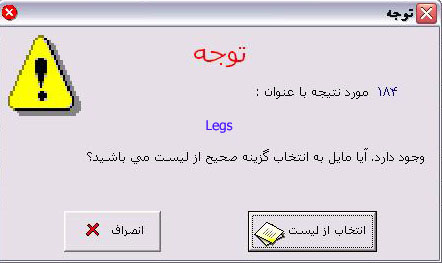 توجه
توجه
۱۸۴ مورد نتیجه با عنوان :
Legs
وجود دارد. آیا مایل به انتخاب گزینه صحیح از لیست می باشید؟
انتخاب از لیست
انصراف